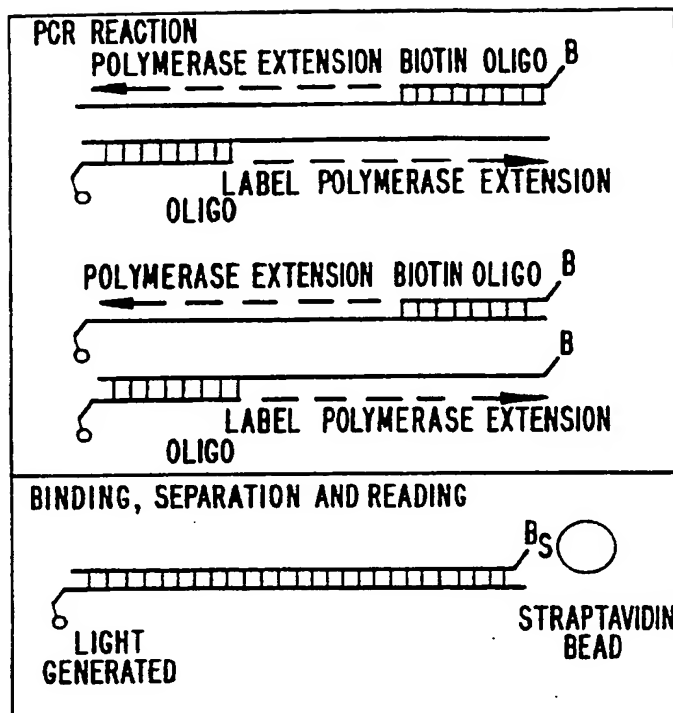 PCR REACTION
POLYMERASE EXTENSION BIOTIN OLIGO B
LABEL POLYMERASE EXTENSION
OLIGO
POLYMERASE EXTENSION BIOTIN OLIGO B
B
LABEL POLYMERASE EXTENSION
OLIGO
BINDING, SEPARATION AND READING
B S
LIGHT
GENERATED
STRAPTAVIDIN
BEAD